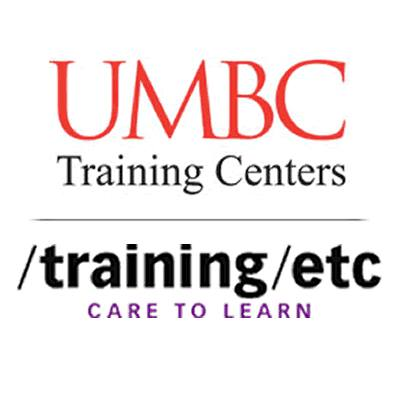 UMBC
Training Centers
/training/etc
CARE TO LEARN